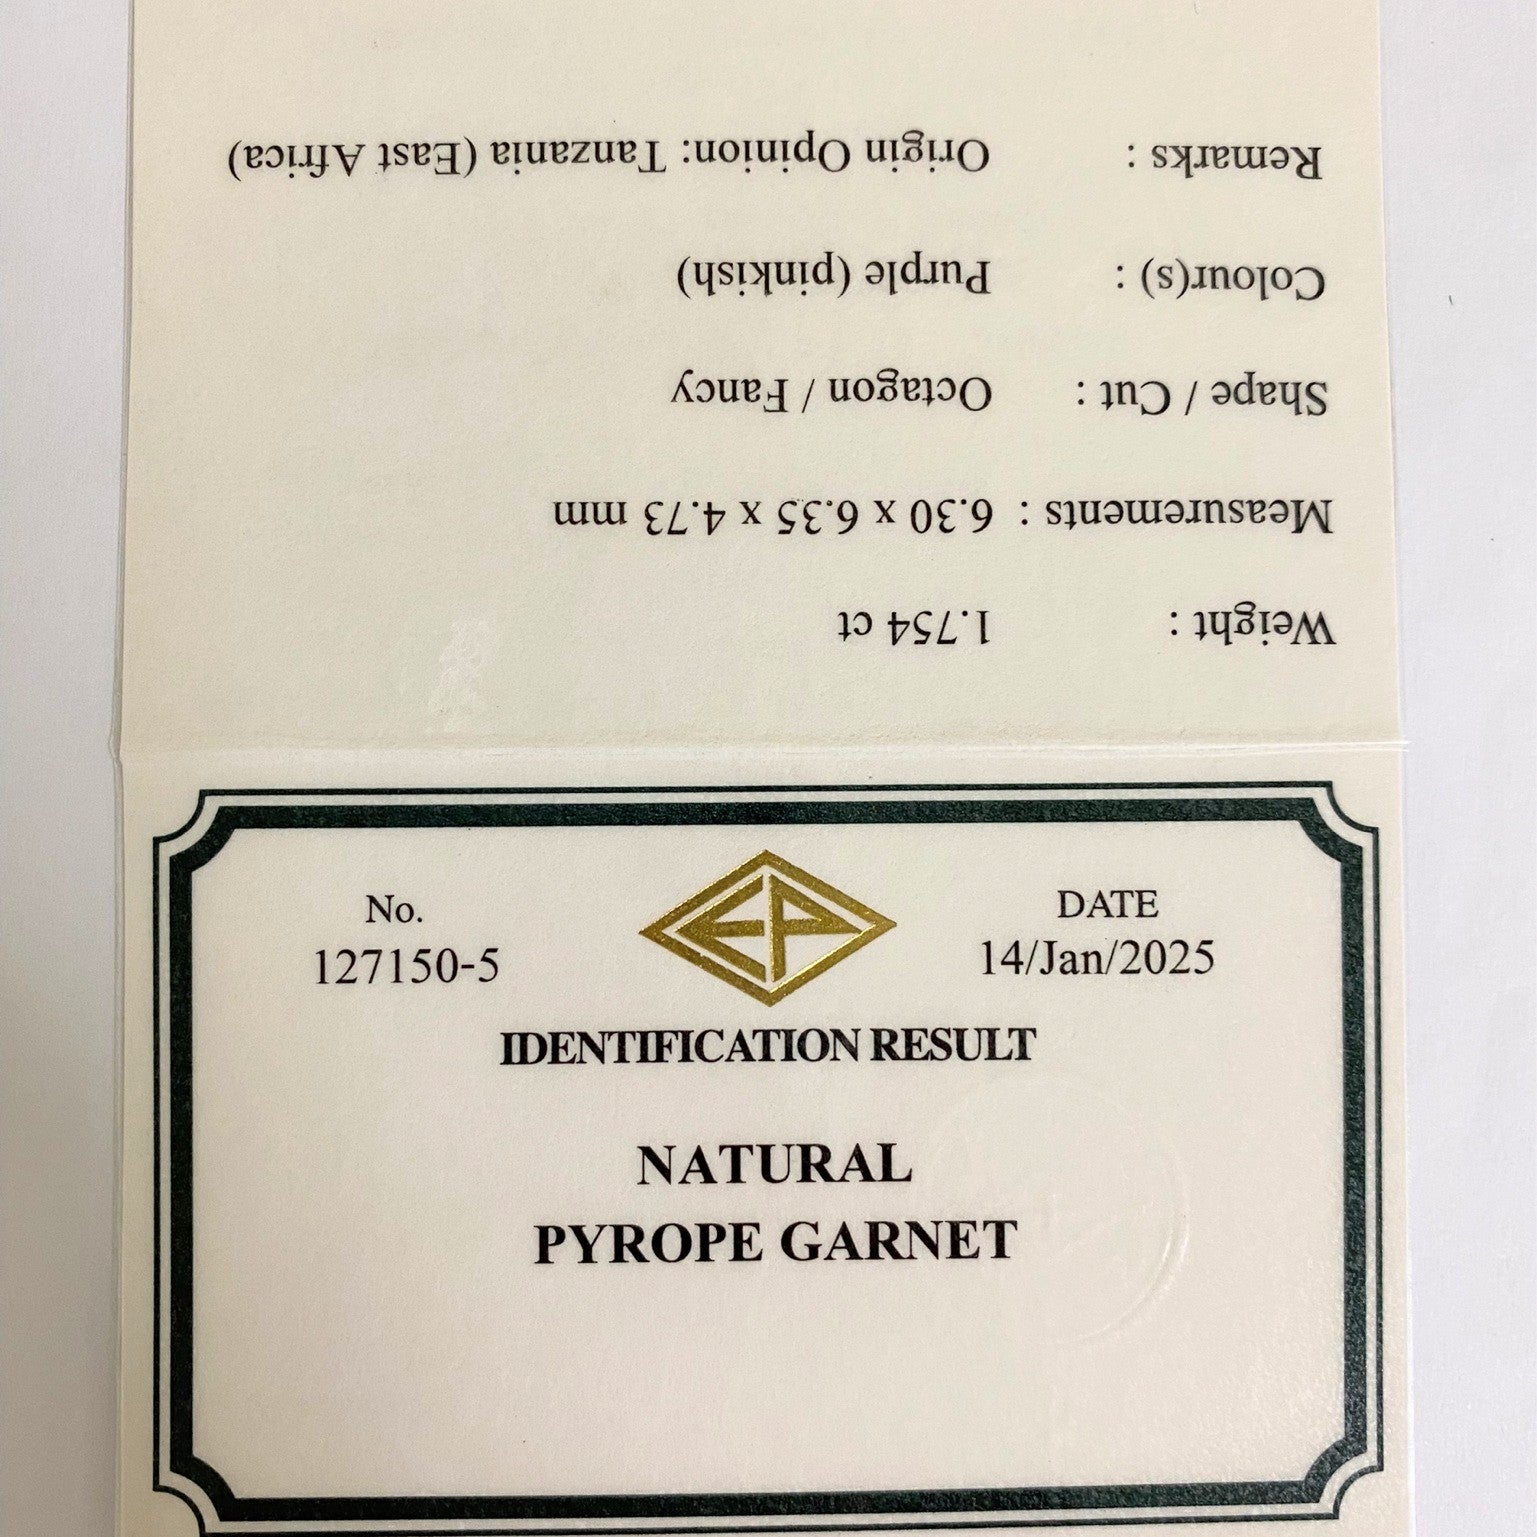 Weight : 1.754 ct
Measurements : 6.30 x 6.35 x 4.73 mm
Shape / Cut : Octagon / Fancy
Colour(s) : Purple (pinkish)
Remarks : Origin Opinion: Tanzania (East Africa)
No. DATE
127150-5 14/Jan/2025
EP
IDENTIFICATION RESULT
NATURAL
PYROPE GARNET